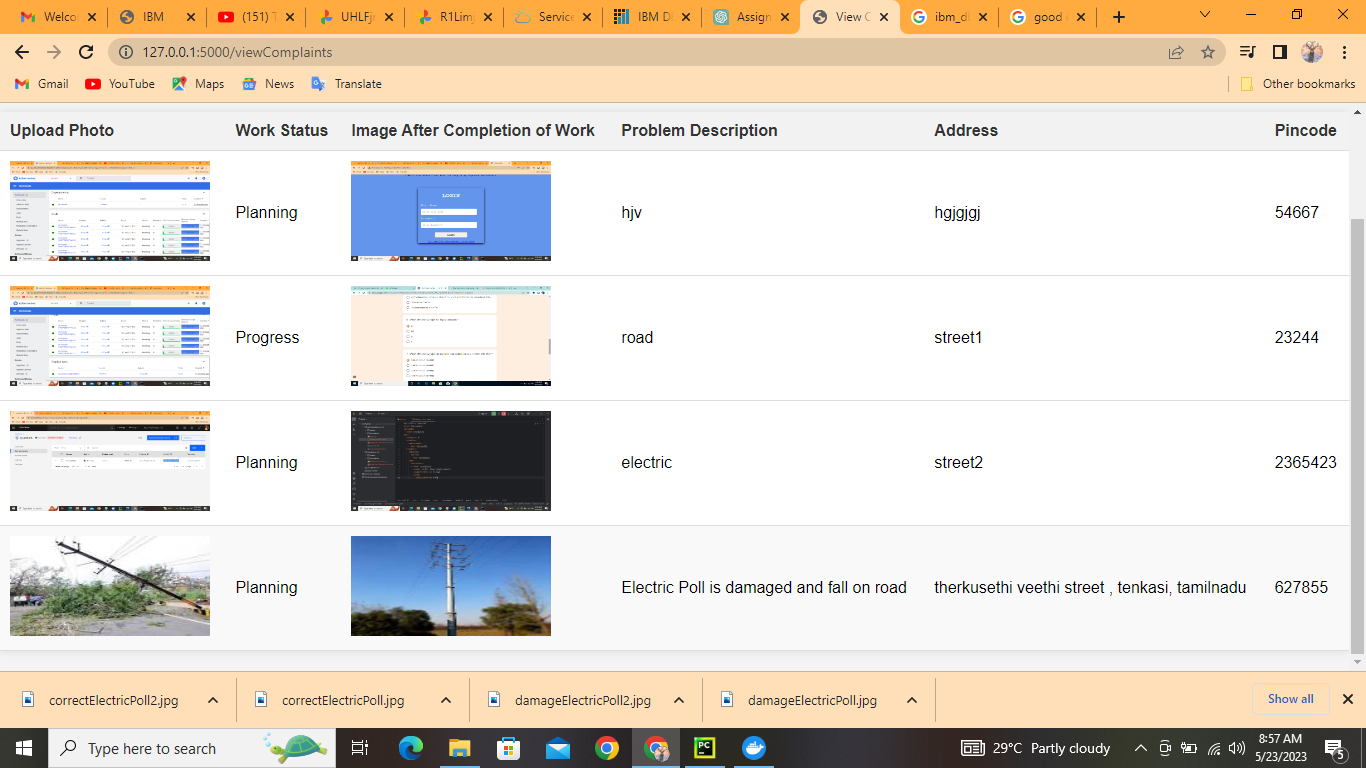 Welco
IBM
(151) T
UHLFjr
R1Lim
Service
IBM D
Assign
View C
ibm_d
good
127.0.0.1:5000/viewComplaints
Gmail
YouTube
Maps
News
Translate
Other bookmarks
Upload Photo Work Status Image After Completion of Work Problem Description Address Pincode
Planning hjv hgjgjgj 54667
Progress road street1 23244
Planning electric street2 2365423
Planning Electric Poll is damaged and fall on road therkusethi veethi street , tenkasi, tamilnadu 627855
LOGIN
correctElectricPoll2.jpg
correctElectricPoll.jpg
damageElectricPoll2.jpg
damageElectricPoll.jpg
Show all
Type here to search
PC
29°C Partly cloudy
8:57 AM
5/23/2023
5